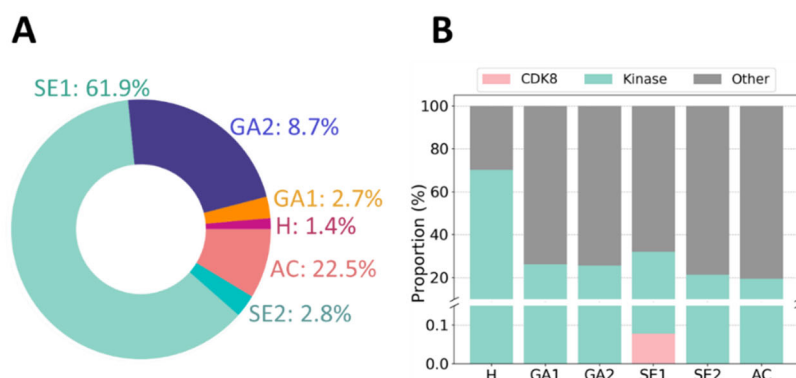 A
SE1: 61.9%
GA2: 8.7%
GA1: 2.7%
H: 1.4%
AC: 22.5%
SE2: 2.8%
B
CDK8 Kinase Other
Proportion (%)
100
80
60
40
20
0.1
0.0
H GA1 GA2 SE1 SE2 AC